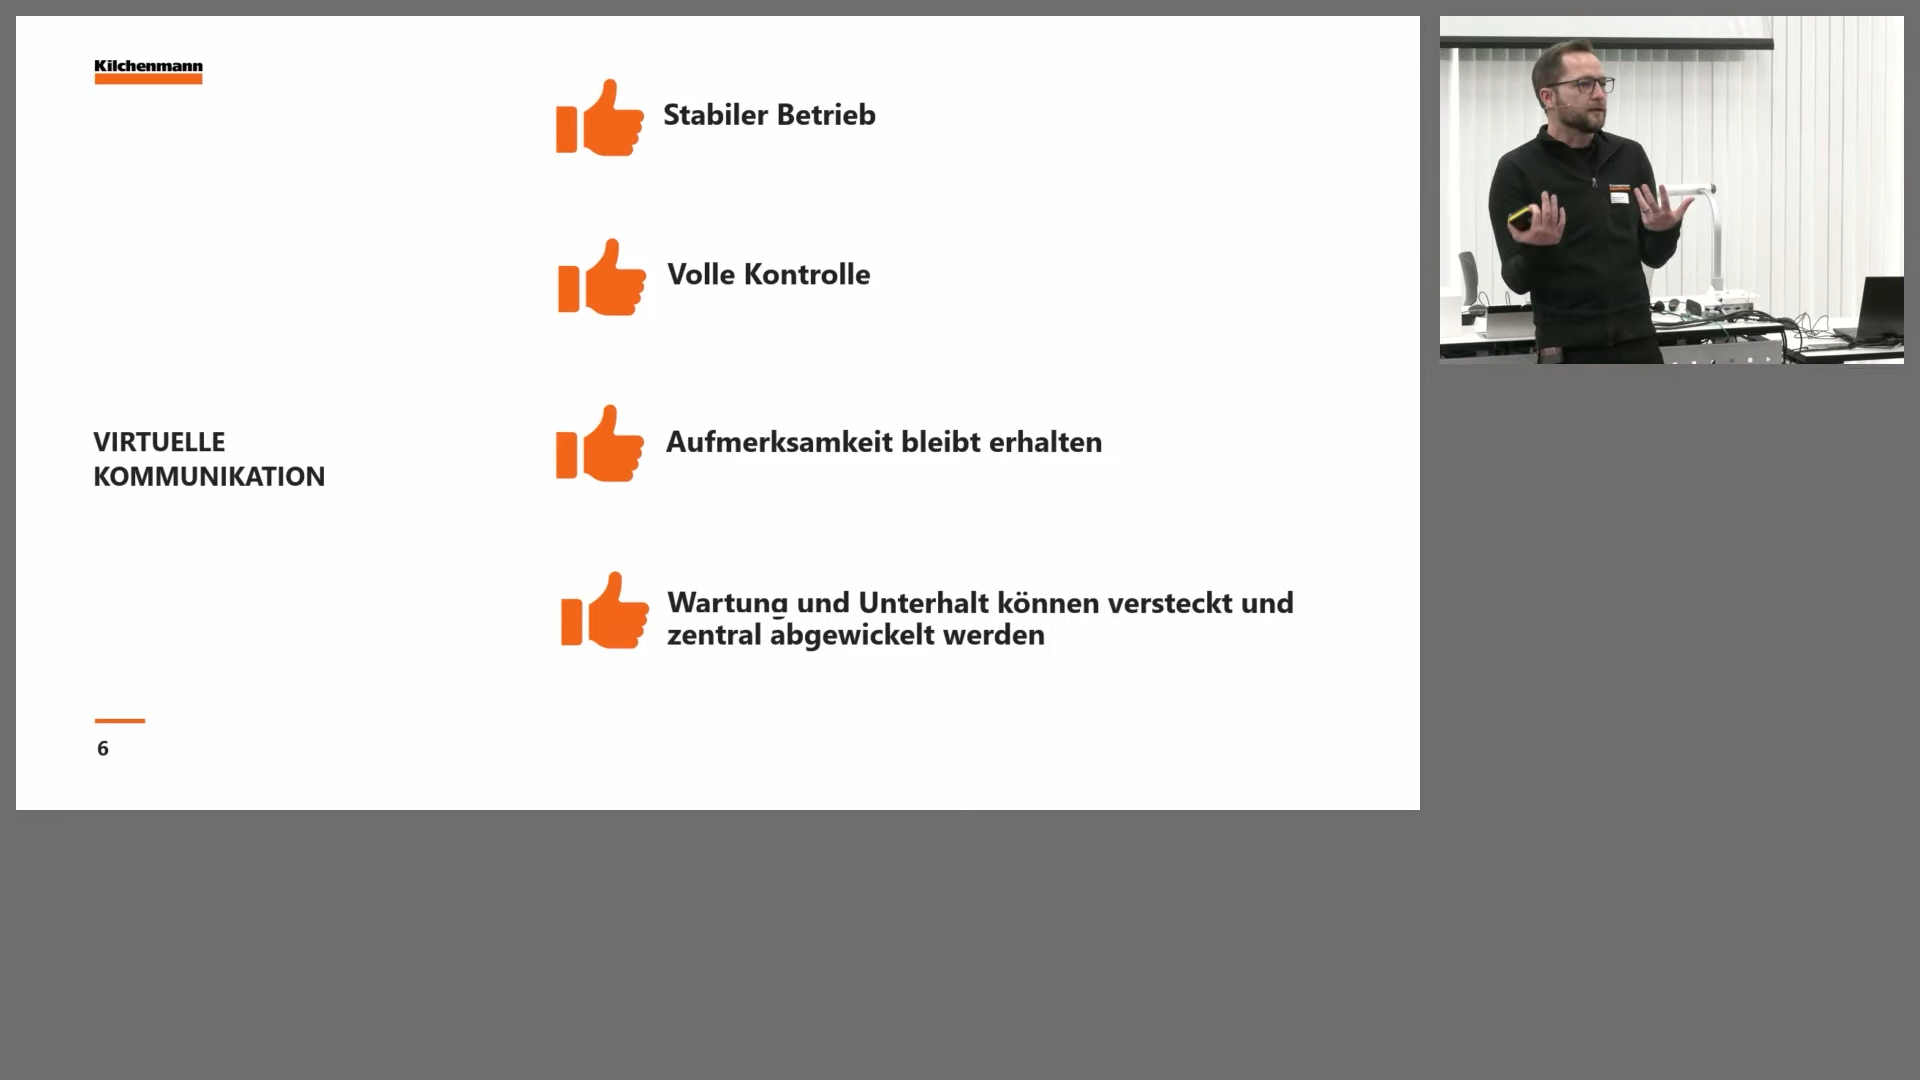 Kilchenmann
Stabiler Betrieb
Volle Kontrolle
VIRTUELLE
KOMMUNIKATION
Aufmerksamkeit bleibt erhalten
Wartung und Unterhalt können versteckt und
zentral abgewickelt werden
6